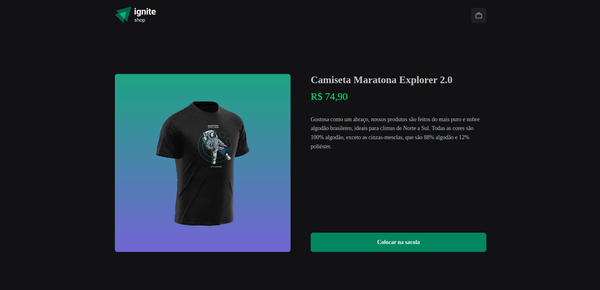 ignite
shop
Camiseta Maratona Explorer 2.0
R$ 74,90
Gostosa como um abraço, nossos produtos são feitos do mais puro e nobre
algodão brasileiro, ideais para climas de Norte a Sul. Todas as cores são
100% algodão, exceto as cinzas-mesclas, que são 88% algodão e 12%
poliéster.
Colocar na sacola